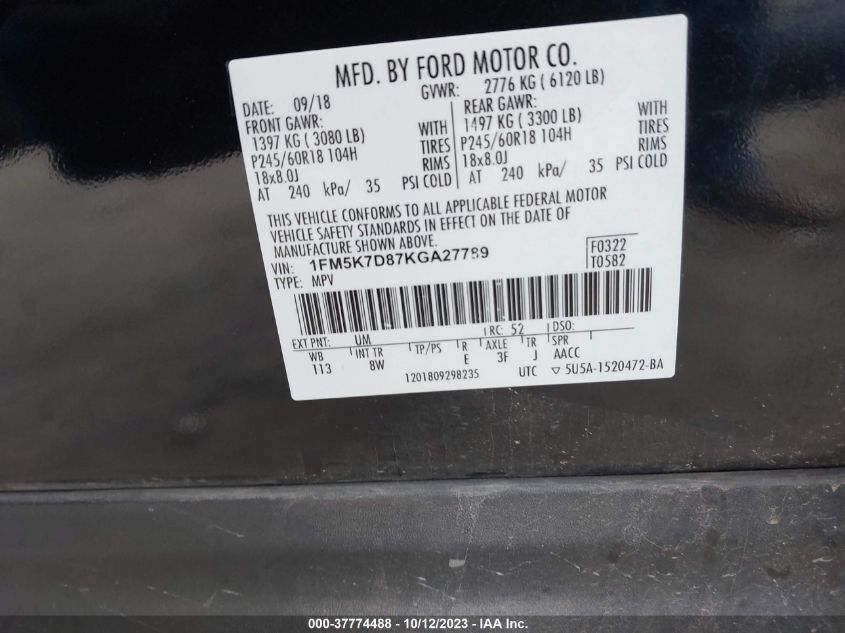 MFD. BY FORD MOTOR CO.
DATE: 09/18 GVWR: 2776 KG ( 6120 LB)
FRONT GAWR: REAR GAWR:
1397 KG ( 3080 LB) WITH 1497 KG ( 3300 LB) WITH
P245/60R18 104H TIRES P245/60R18 104H TIRES
18x8.0J RIMS 18x8.0J RIMS
AT 240 kPa/ 35 PSI COLD AT 240 kPa/ 35 PSI COLD
THIS VEHICLE CONFORMS TO ALL APPLICABLE FEDERAL MOTOR
VEHICLE SAFETY STANDARDS IN EFFECT ON THE DATE OF
MANUFACTURE SHOWN ABOVE.
VIN: 1FM5K7D87KGA27789 F0322
TYPE: MPV T0582
EXT PNT: UM RC: 52 DSO:
WB INT TR TP/PS R AXLE TR SPR
113 8W E 3F J AACC
1201809298235 UTC ▽ 5U5A-1520472-BA
000-37774488 - 10/12/2023 - IAA Inc.